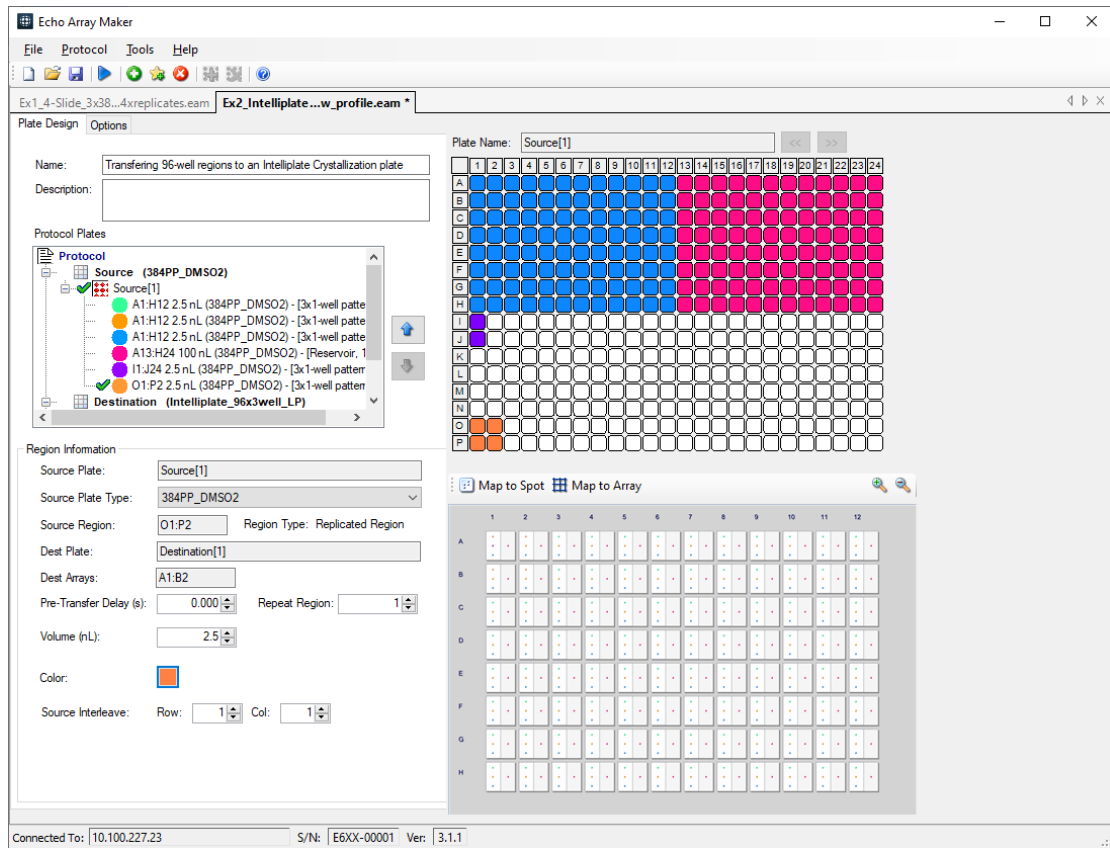 Echo Array Maker
File Protocol Tools Help
Ex1_4-Slide_3x38...4xreplicates.eam Ex2_Intelliplate...w_profile.eam *
Plate Design Options
Name: Transfering 96-well regions to an Intelliplate Crystallization plate
Description:
Protocol Plates
Protocol
Source (384PP_DMSO2)
Source[1]
A1:H12 2.5 nL (384PP_DMSO2) - [3x1-well patte
A1:H12 2.5 nL (384PP_DMSO2) - [3x1-well patte
A1:H12 2.5 nL (384PP_DMSO2) - [3x1-well patte
A13:H24 100 nL (384PP_DMSO2) - [Reservoir, 1
I1:J24 2.5 nL (384PP_DMSO2) - [3x1-well pattern
O1:P2 2.5 nL (384PP_DMSO2) - [3x1-well pattern
Destination (Intelliplate_96x3well_LP)
Region Information
Source Plate: Source[1]
Source Plate Type: 384PP_DMSO2
Source Region: O1:P2 Region Type: Replicated Region
Dest Plate: Destination[1]
Dest Arrays: A1:B2
Pre-Transfer Delay (s): 0.000 Repeat Region: 1
Volume (nL): 2.5
Color:
Source Interleave: Row: 1 Col: 1
Plate Name: Source[1] << >>
1 2 3 4 5 6 7 8 9 10 11 12 13 14 15 16 17 18 19 20 21 22 23 24
A
B
C
D
E
F
G
H
I
J
K
L
M
N
O
P
Map to Spot Map to Array
1 2 3 4 5 6 7 8 9 10 11 12
A
B
C
D
E
F
G
H
Connected To: 10.100.227.23 S/N: E6XX-00001 Ver: 3.1.1